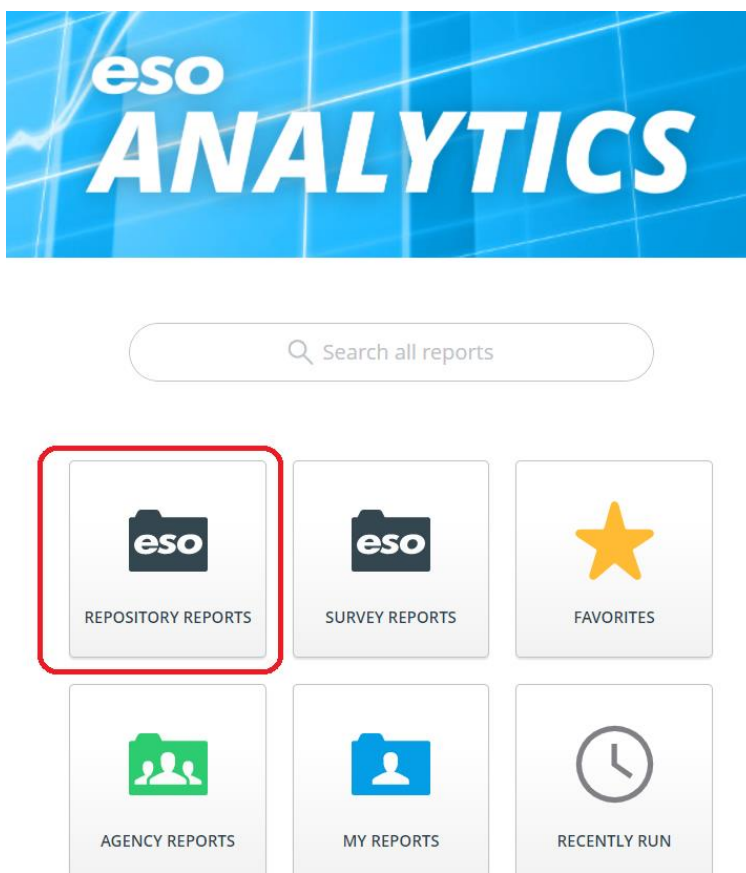 eso
ANALYTICS
Search all reports
eso
REPOSITORY REPORTS
eso
SURVEY REPORTS
FAVORITES
AGENCY REPORTS
MY REPORTS
RECENTLY RUN